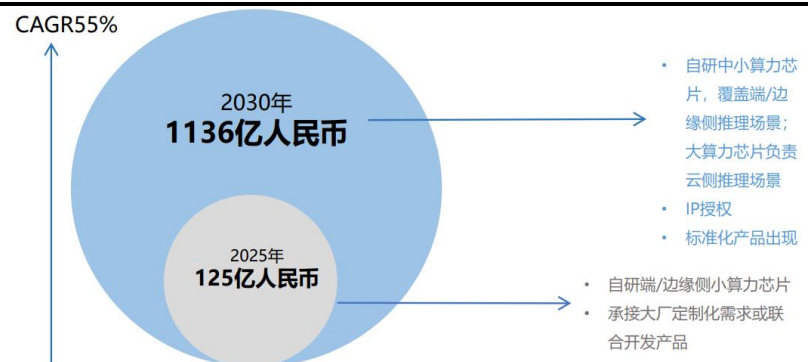 CAGR55%
2030年
1136亿人民币
2025年
125亿人民币
• 自研中小算力芯
片，覆盖端/边
缘侧推理场景；
大算力芯片负责
云侧推理场景
• IP授权
• 标准化产品出现
• 自研端/边缘侧小算力芯片
• 承接大厂定制化需求或联
合开发产品